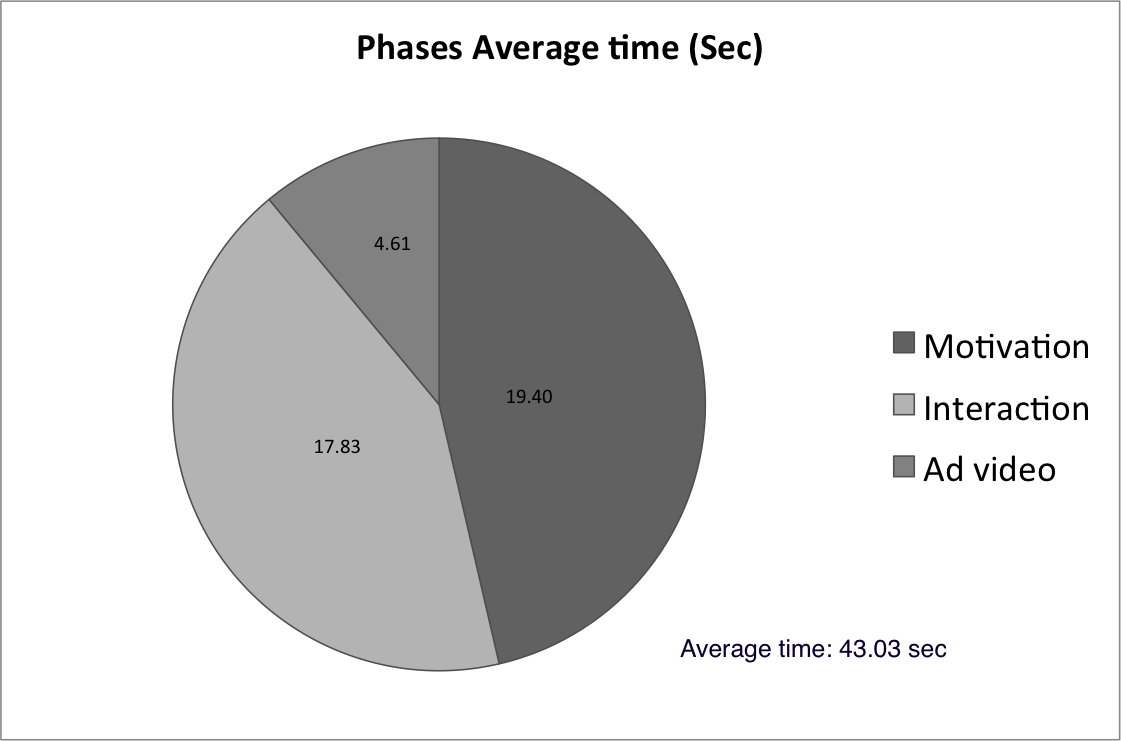 Phases Average time (Sec)
4.61
19.40
17.83
Motivation
Interaction
Ad video
Average time: 43.03 sec